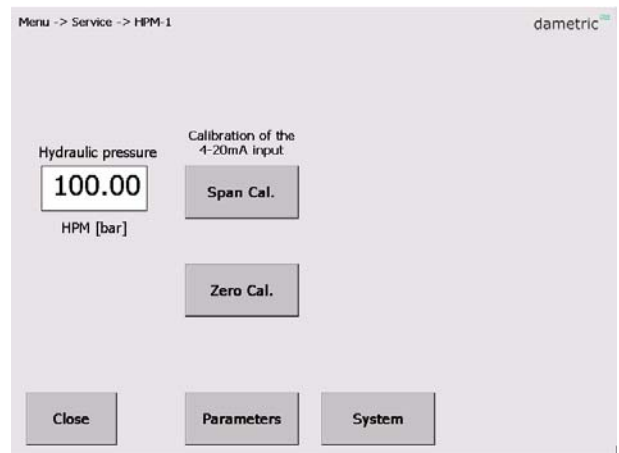 Menu -> Service -> HPM-1
dametric
Calibration of the
4-20mA input
Hydraulic pressure
100.00
HPM [bar]
Span Cal.
Zero Cal.
Close
Parameters
System